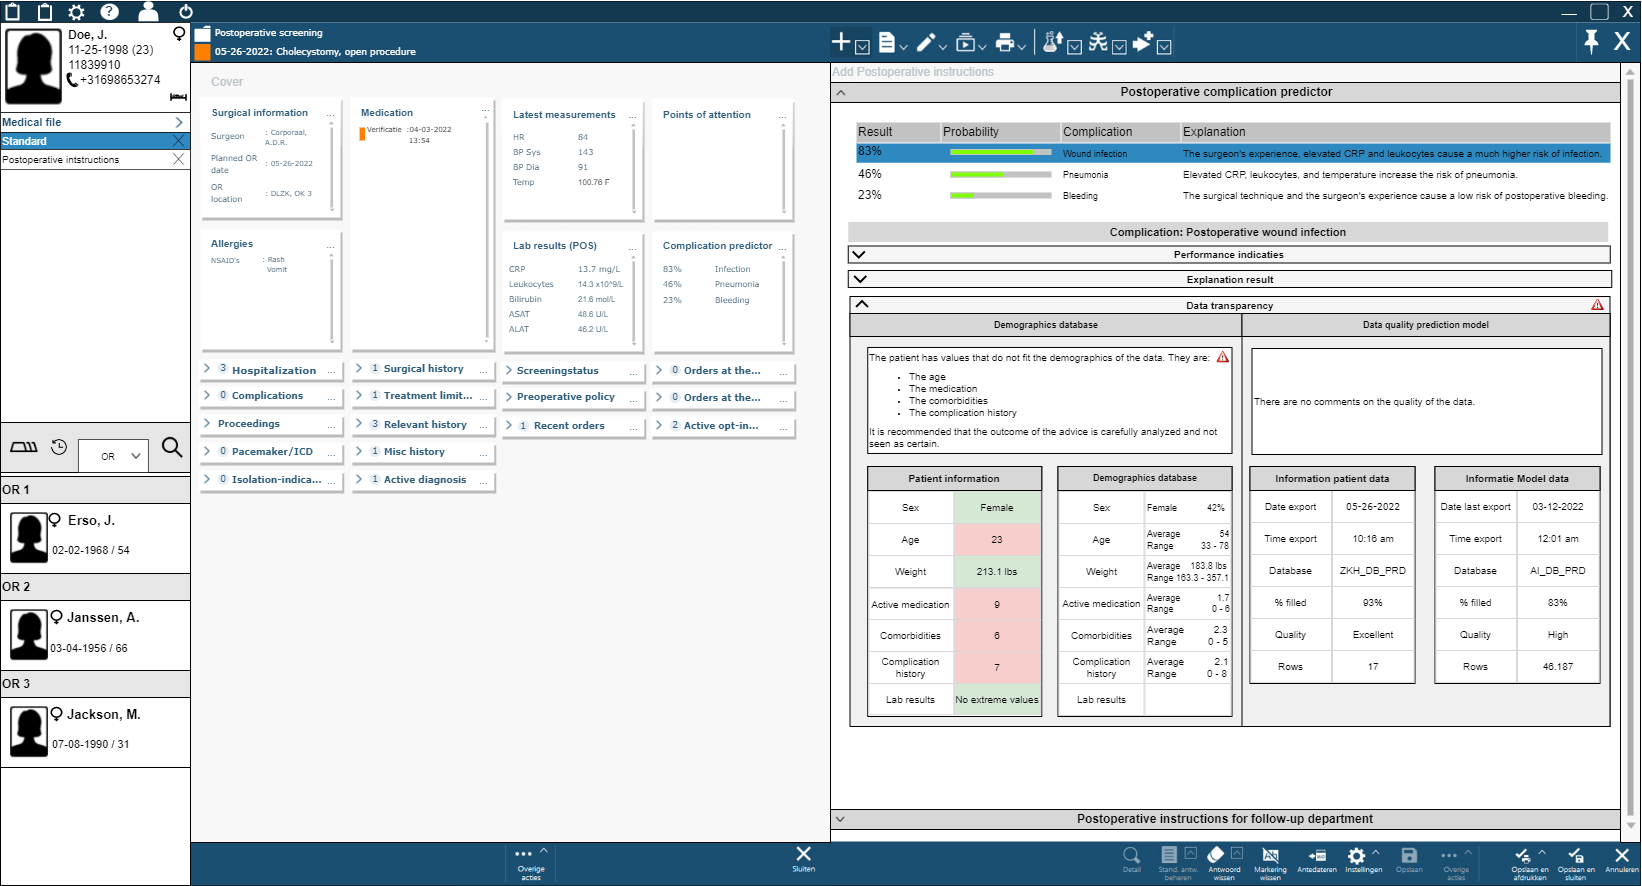 Doe, J.
11-25-1998 (23)
11839910
+31698653274
Medical file
Standard
Postoperative intstructions
OR
OR 1
Erso, J.
02-02-1968 / 54
OR 2
Janssen, A.
03-04-1956 / 66
OR 3
Jackson, M.
07-08-1990 / 31
Postoperative screening
05-26-2022: Cholecystomy, open procedure
Cover
Surgical information ...
Surgeon : Corporaal, A.D.R.
Planned OR date : 05-26-2022
OR location : DLZK, OK 3
Medication ...
Verificatie :04-03-2022
13:54
Latest measurements ...
HR 84
BP Sys 143
BP Dia 91
Temp 100.76 F
Points of attention ...
Allergies ...
NSAID's : Rash
Vomit
Lab results (POS) ...
CRP 13.7 mg/L
Leukocytes 14.3 x10^9/L
Bilirubin 21.6 mol/L
ASAT 48.6 U/L
ALAT 46.2 U/L
Complication predictor ...
83% Infection
46% Pneumonia
23% Bleeding
3 Hospitalization ...
0 Complications ...
Proceedings ...
0 Pacemaker/ICD ...
0 Isolation-indica... ...
1 Surgical history ...
1 Treatment limit... ...
3 Relevant history ...
1 Misc history ...
1 Active diagnosis ...
Screeningstatus ...
Preoperative policy ...
1 Recent orders ...
0 Orders at the... ...
0 Orders at the... ...
2 Active opt-in... ...
Add Postoperative instructions
Postoperative complication predictor
Result Probability Complication Explanation
83% Wound infection The surgeon's experience, elevated CRP and leukocytes cause a much higher risk of infection.
46% Pneumonia Elevated CRP, leukocytes, and temperature increase the risk of pneumonia.
23% Bleeding The surgical technique and the surgeon's experience cause a low risk of postoperative bleeding.
Complication: Postoperative wound infection
Performance indicaties
Explanation result
Data transparency
Demographics database
Data quality prediction model
The patient has values that do not fit the demographics of the data. They are:
• The age
• The medication
• The comorbidities
• The complication history
It is recommended that the outcome of the advice is carefully analyzed and not
seen as certain.
There are no comments on the quality of the data.
Patient information
Sex Female
Age 23
Weight 213.1 lbs
Active medication 9
Comorbidities 6
Complication history 7
Lab results No extreme values
Demographics database
Sex Female 42%
Age Average 54
Range 33 - 78
Weight Average 183.8 lbs
Range 163.3 - 357.1
Active medication Average 1.7
Range 0 - 6
Comorbidities Average 2.3
Range 0 - 5
Complication history Average 2.1
Range 0 - 8
Lab results
Information patient data
Date export 05-26-2022
Time export 10:16 am
Database ZKH_DB_PRD
% filled 93%
Quality Excellent
Rows 17
Informatie Model data
Date last export 03-12-2022
Time export 12:01 am
Database AI_DB_PRD
% filled 83%
Quality High
Rows 46.187
Postoperative instructions for follow-up department
Overige acties
Sluiten
Detail
Stand. antw. beheren
Antwoord wissen
Markering wissen
Antedateren
Instellingen
Opslaan
Overige acties
Opslaan en afdrukken
Opslaan en sluiten
Annuleren